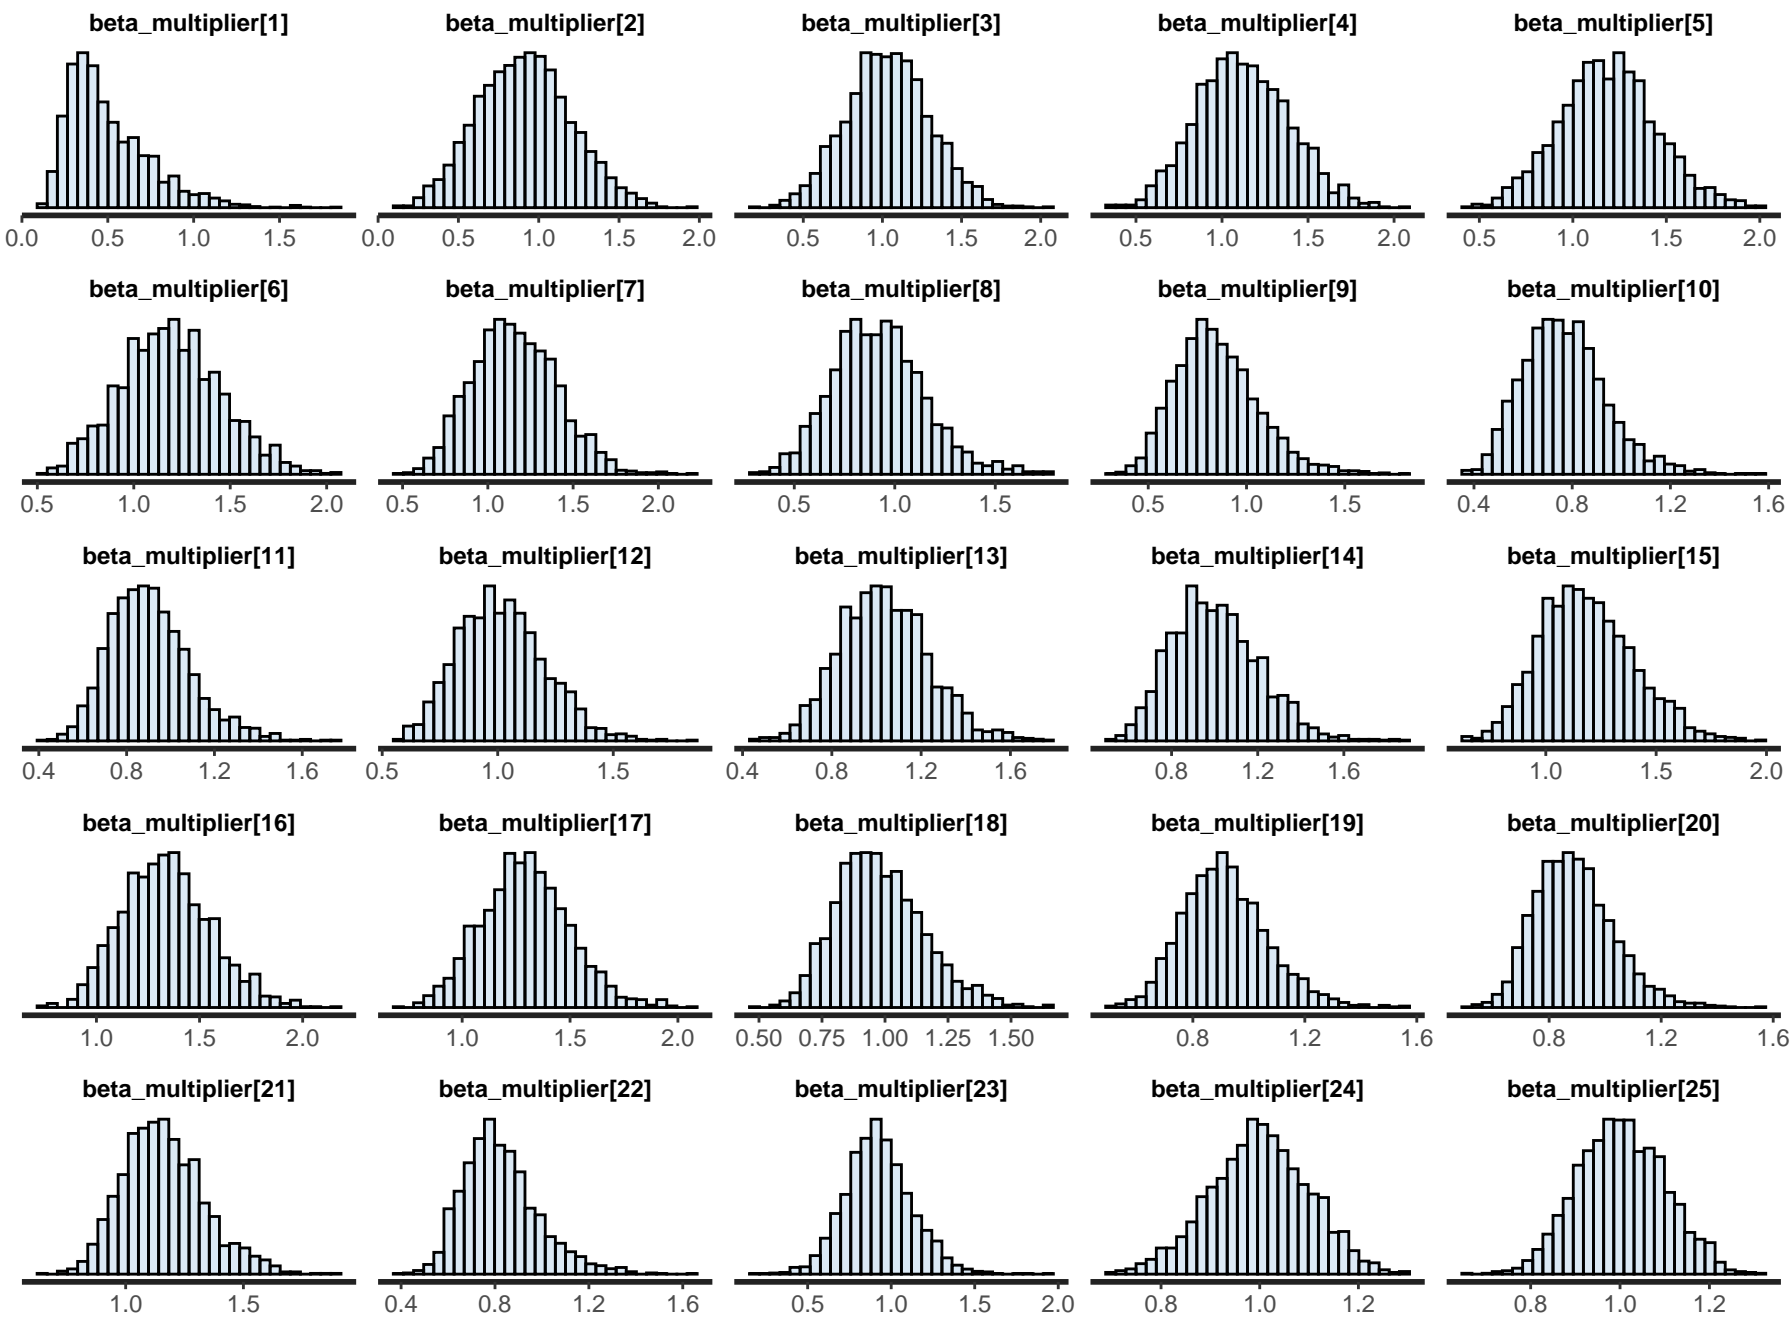 beta_multiplier[1] beta_multiplier[2] beta_multiplier[3] beta_multiplier[4] beta_multiplier[5]
0.0 0.5 1.0 1.5 0.0 0.5 1.0 1.5 2.0 0.5 1.0 1.5 2.0 0.5 1.0 1.5 2.0 0.5 1.0 1.5 2.0
beta_multiplier[6] beta_multiplier[7] beta_multiplier[8] beta_multiplier[9] beta_multiplier[10]
0.5 1.0 1.5 2.0 0.5 1.0 1.5 2.0 0.5 1.0 1.5 0.5 1.0 1.5 0.4 0.8 1.2 1.6
beta_multiplier[11] beta_multiplier[12] beta_multiplier[13] beta_multiplier[14] beta_multiplier[15]
0.4 0.8 1.2 1.6 0.5 1.0 1.5 0.4 0.8 1.2 1.6 0.8 1.2 1.6 1.0 1.5 2.0
beta_multiplier[16] beta_multiplier[17] beta_multiplier[18] beta_multiplier[19] beta_multiplier[20]
1.0 1.5 2.0 1.0 1.5 2.0 0.50 0.75 1.00 1.25 1.50 0.8 1.2 1.6 0.8 1.2 1.6
beta_multiplier[21] beta_multiplier[22] beta_multiplier[23] beta_multiplier[24] beta_multiplier[25]
1.0 1.5 0.4 0.8 1.2 1.6 0.5 1.0 1.5 2.0 0.8 1.0 1.2 0.8 1.0 1.2